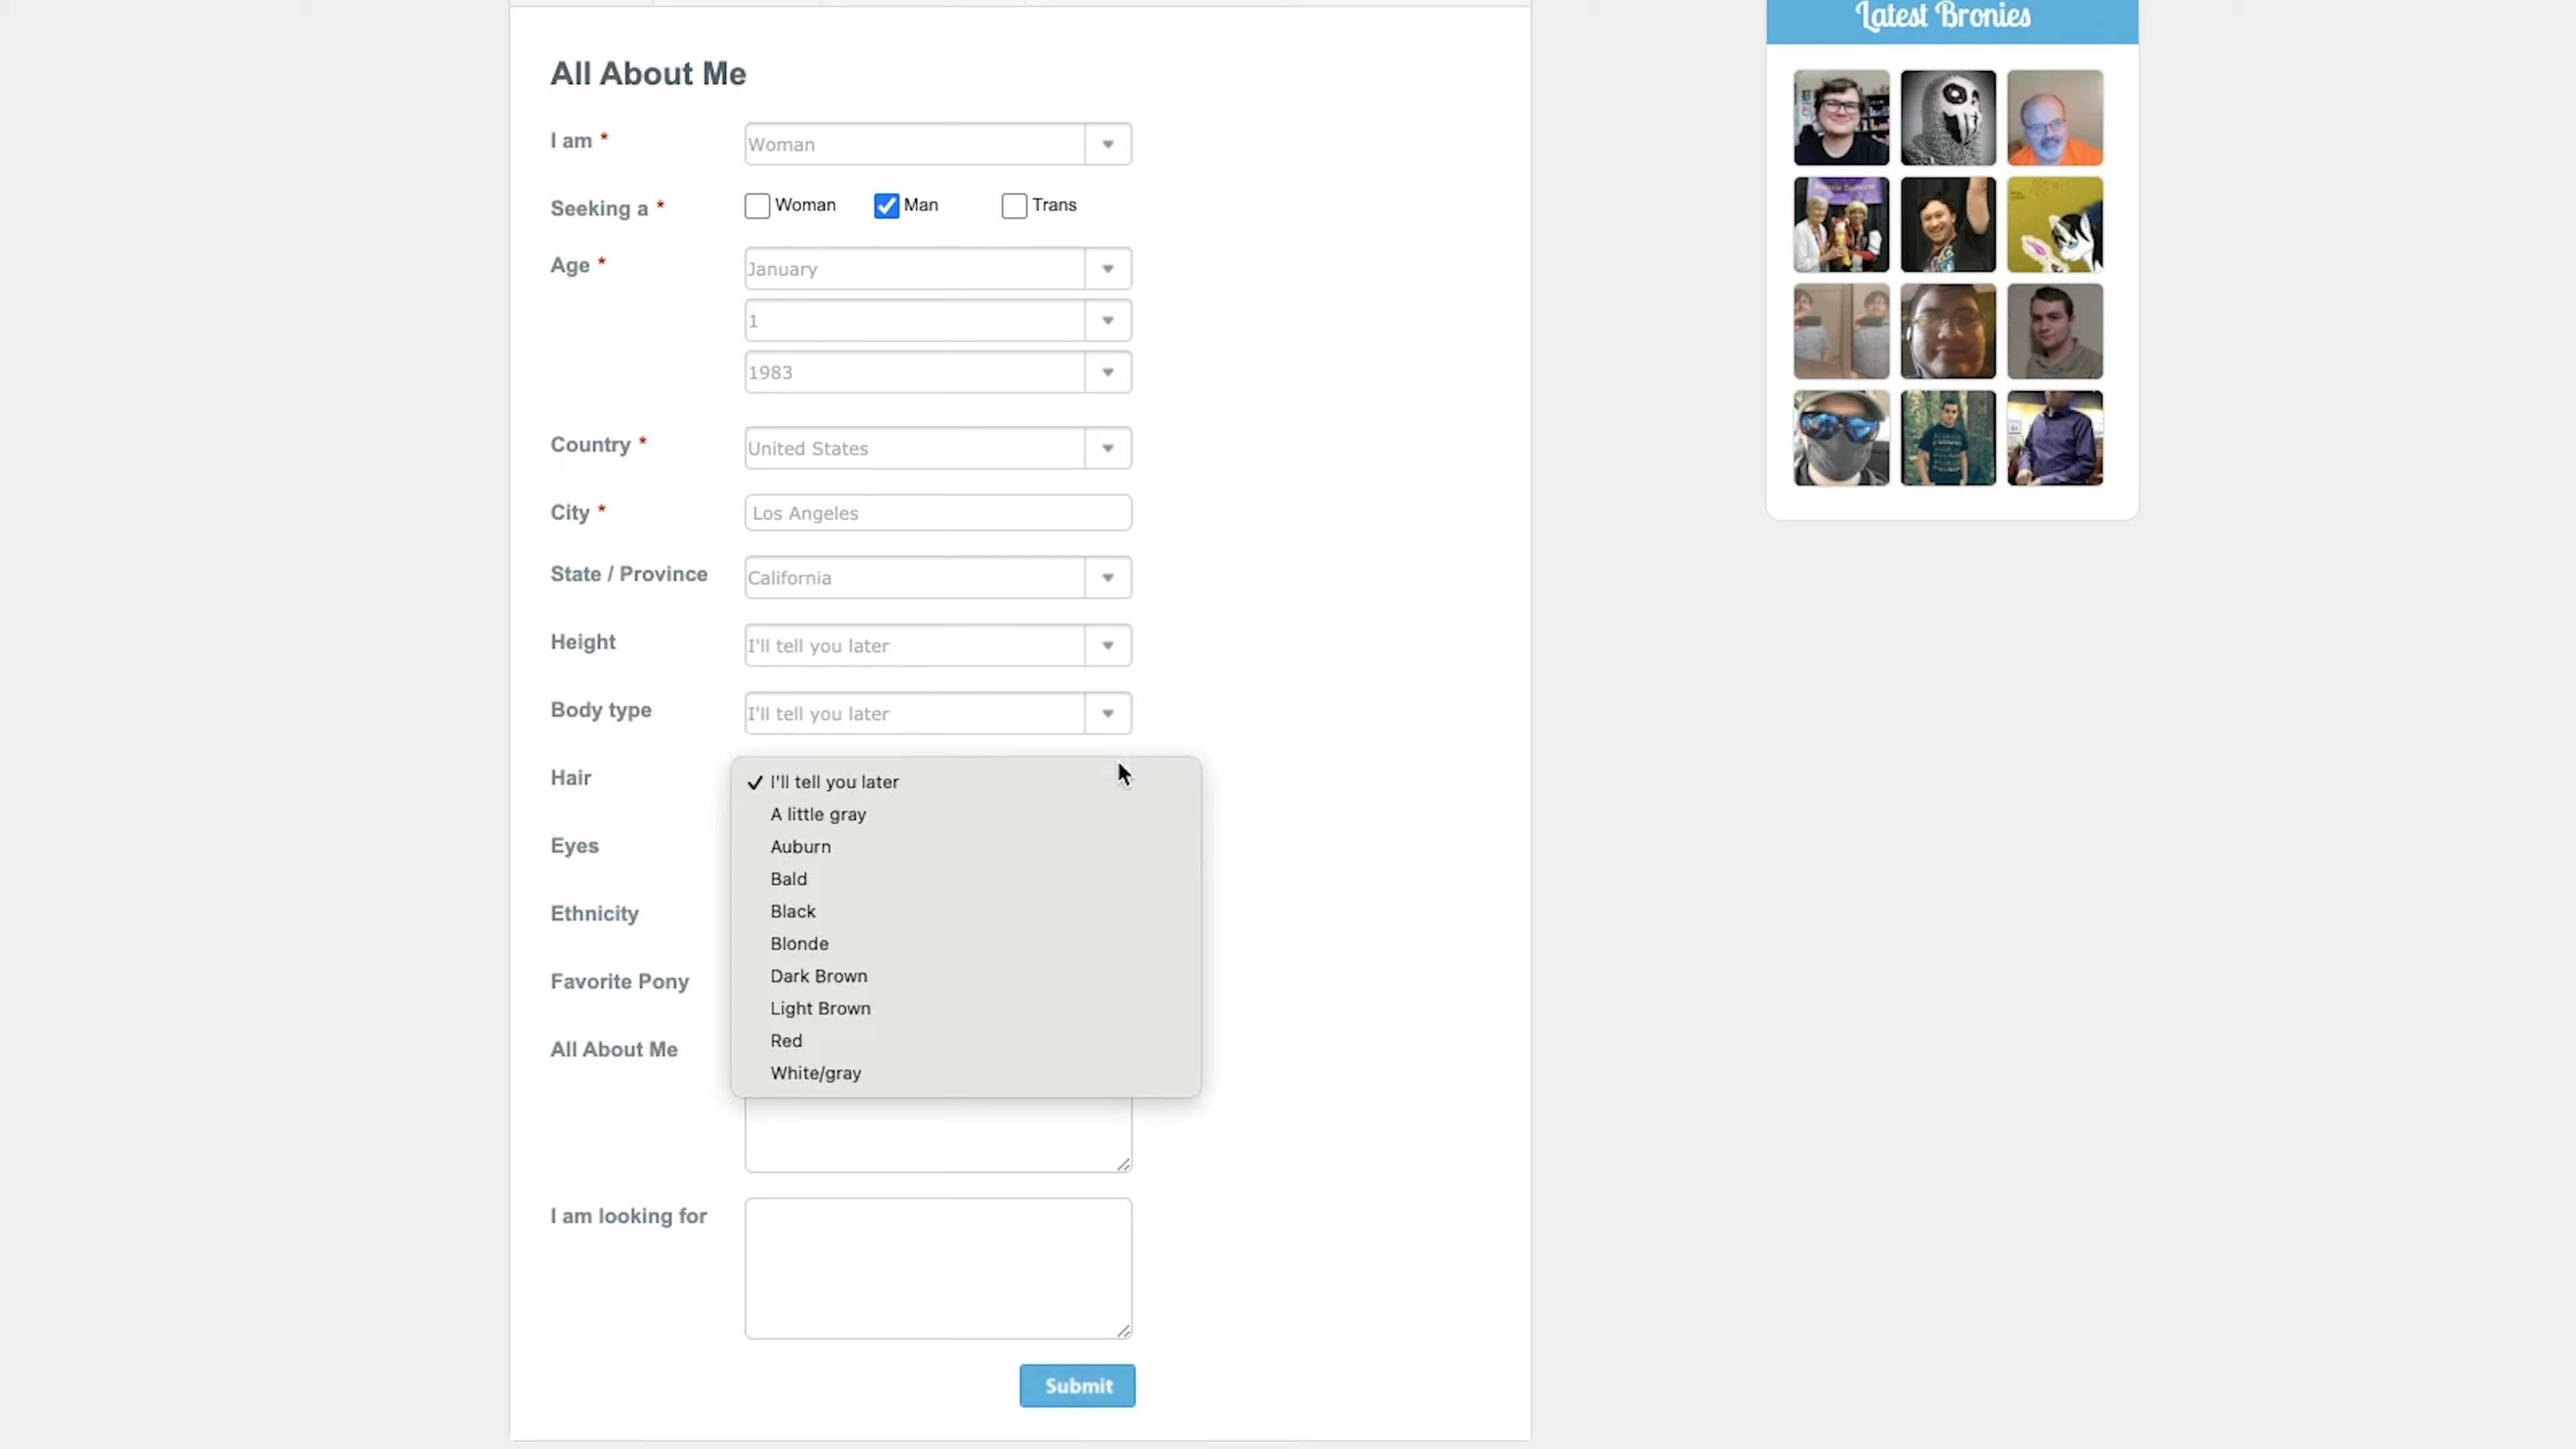 Latest Bronies
All About Me
I am *
Woman
Seeking a *
Woman
Man
Trans
Age *
January
1
1983
Country *
United States
City *
Los Angeles
State / Province
California
Height
I'll tell you later
Body type
I'll tell you later
Hair
I'll tell you later
A little gray
Auburn
Bald
Black
Blonde
Dark Brown
Light Brown
Red
White/gray
Eyes
Ethnicity
Favorite Pony
All About Me
I am looking for
Submit